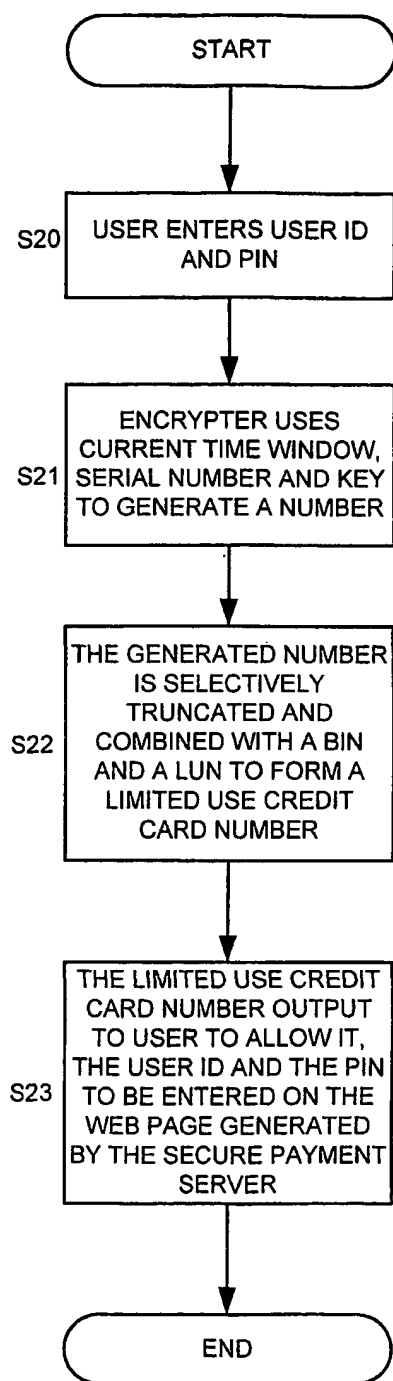 START
S20
USER ENTERS USER ID
AND PIN
S21
ENCRYPTER USES
CURRENT TIME WINDOW,
SERIAL NUMBER AND KEY
TO GENERATE A NUMBER
S22
THE GENERATED NUMBER
IS SELECTIVELY
TRUNCATED AND
COMBINED WITH A BIN
AND A LUN TO FORM A
LIMITED USE CREDIT
CARD NUMBER
S23
THE LIMITED USE CREDIT
CARD NUMBER OUTPUT
TO USER TO ALLOW IT,
THE USER ID AND THE PIN
TO BE ENTERED ON THE
WEB PAGE GENERATED
BY THE SECURE PAYMENT
SERVER
END